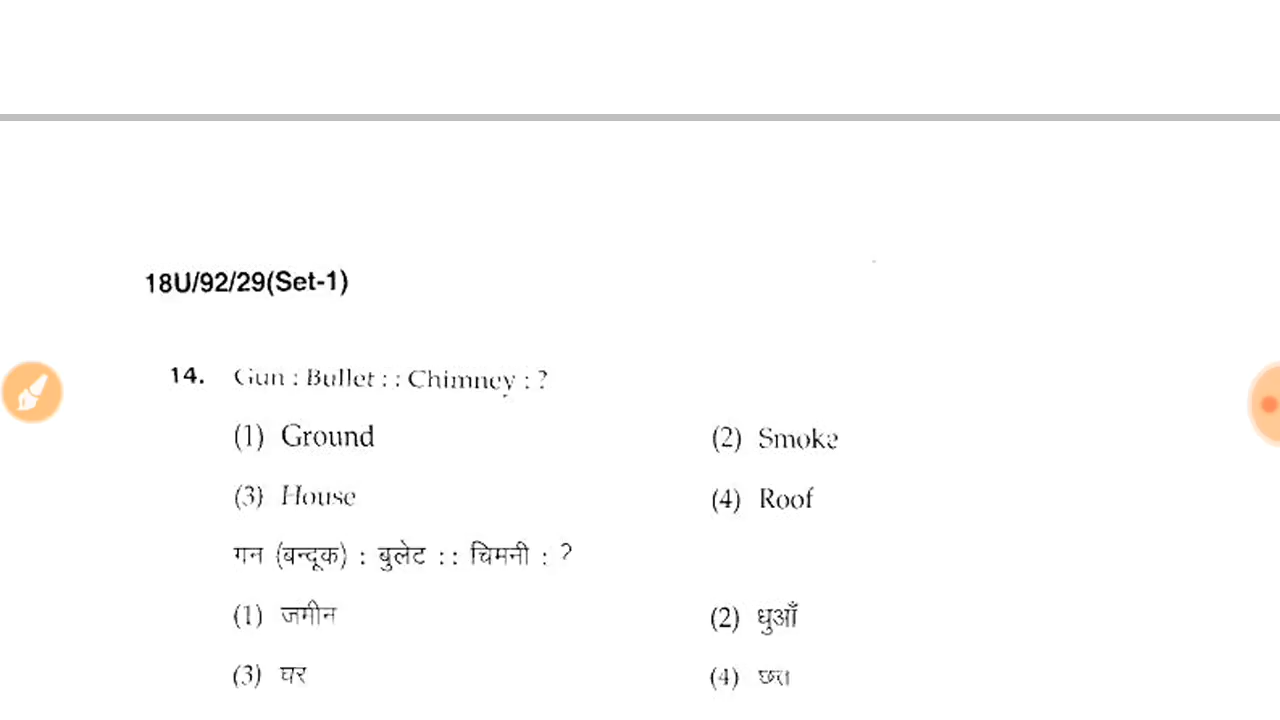 18U/92/29(Set-1)
14. Gun : Bullet : : Chimney : ?
(1) Ground (2) Smoke
(3) House (4) Roof
गन (बन्दूक) : बुलेट : : चिमनी : ?
(1) जमीन (2) धुआँ
(3) घर (4) छत